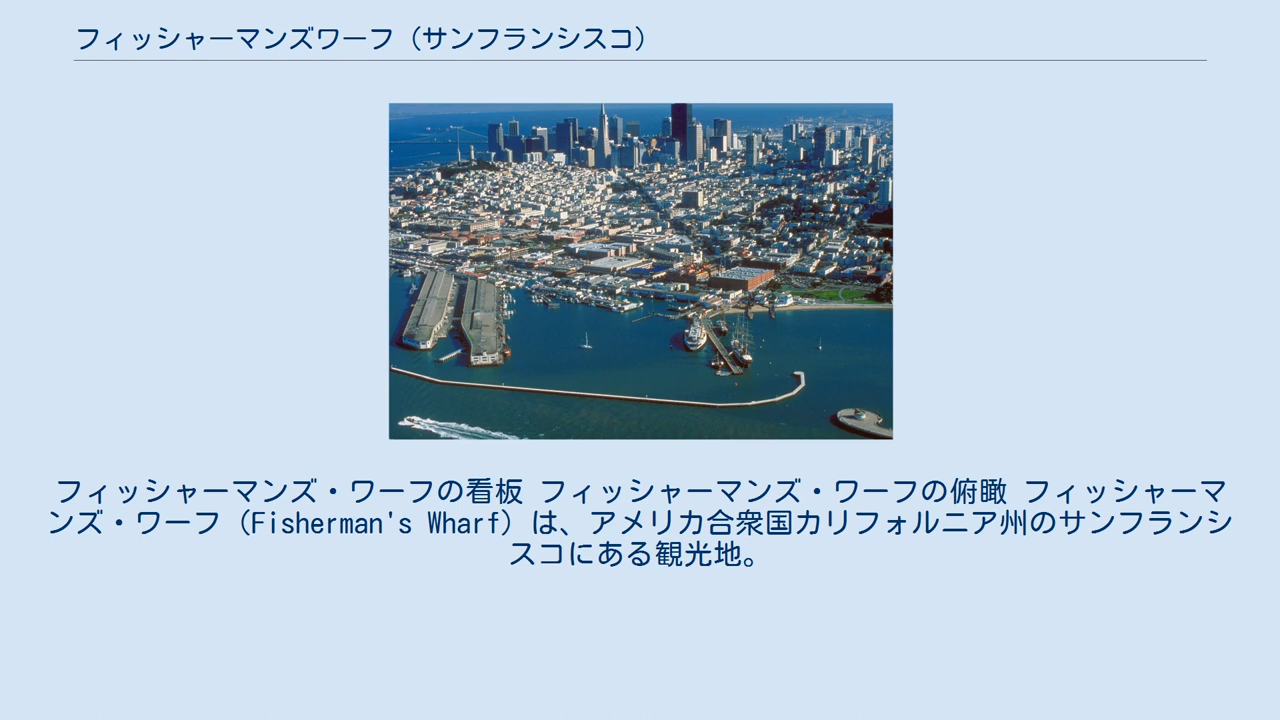 フィッシャーマンズワーフ（サンフランシスコ）
フィッシャーマンズ・ワーフの看板 フィッシャーマンズ・ワーフの俯瞰 フィッシャーマ
ンズ・ワーフ（Fisherman's Wharf）は、アメリカ合衆国カリフォルニア州のサンフランシ
スコにある観光地。